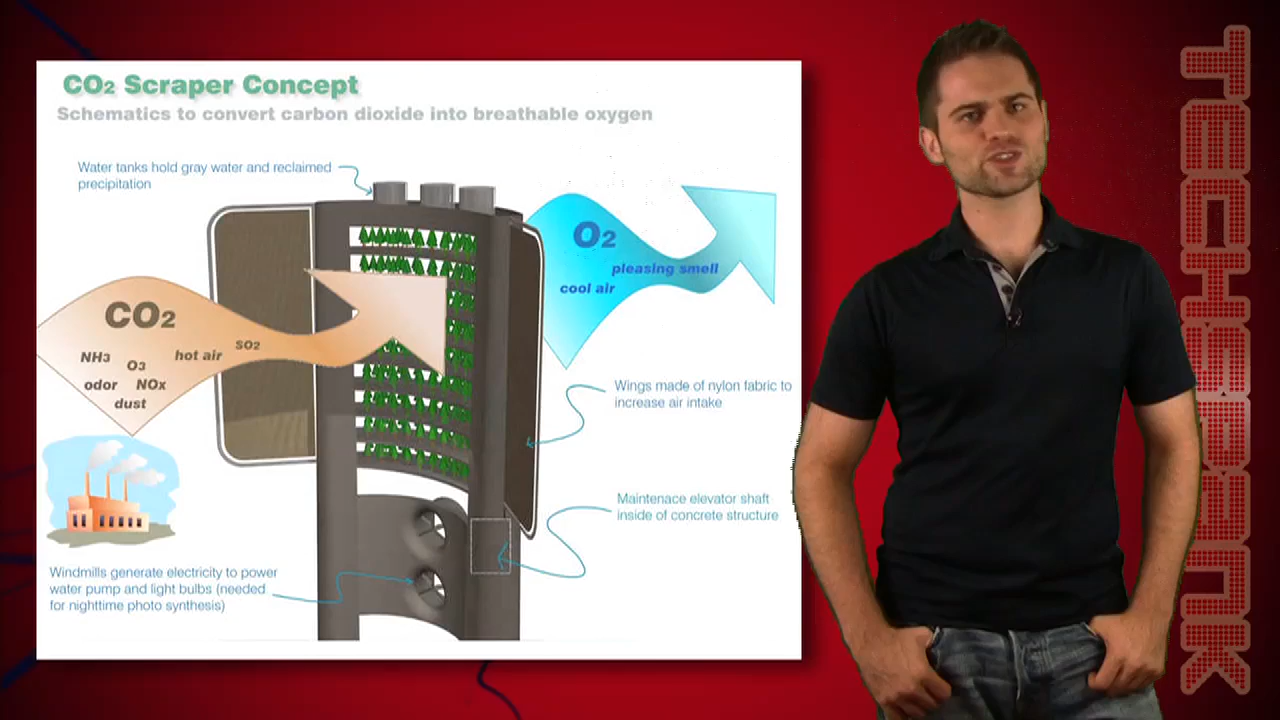 CO2 Scraper Concept
Schematics to convert carbon dioxide into breathable oxygen
Water tanks hold gray water and reclaimed
precipitation
O2
pleasing smell
cool air
CO2
NH3
O3
hot air
SO2
odor
NOx
dust
Wings made of nylon fabric to
increase air intake
Maintenace elevator shaft
inside of concrete structure
Windmills generate electricity to power
water pump and light bulbs (needed
for nighttime photo synthesis)
TECHSPANK